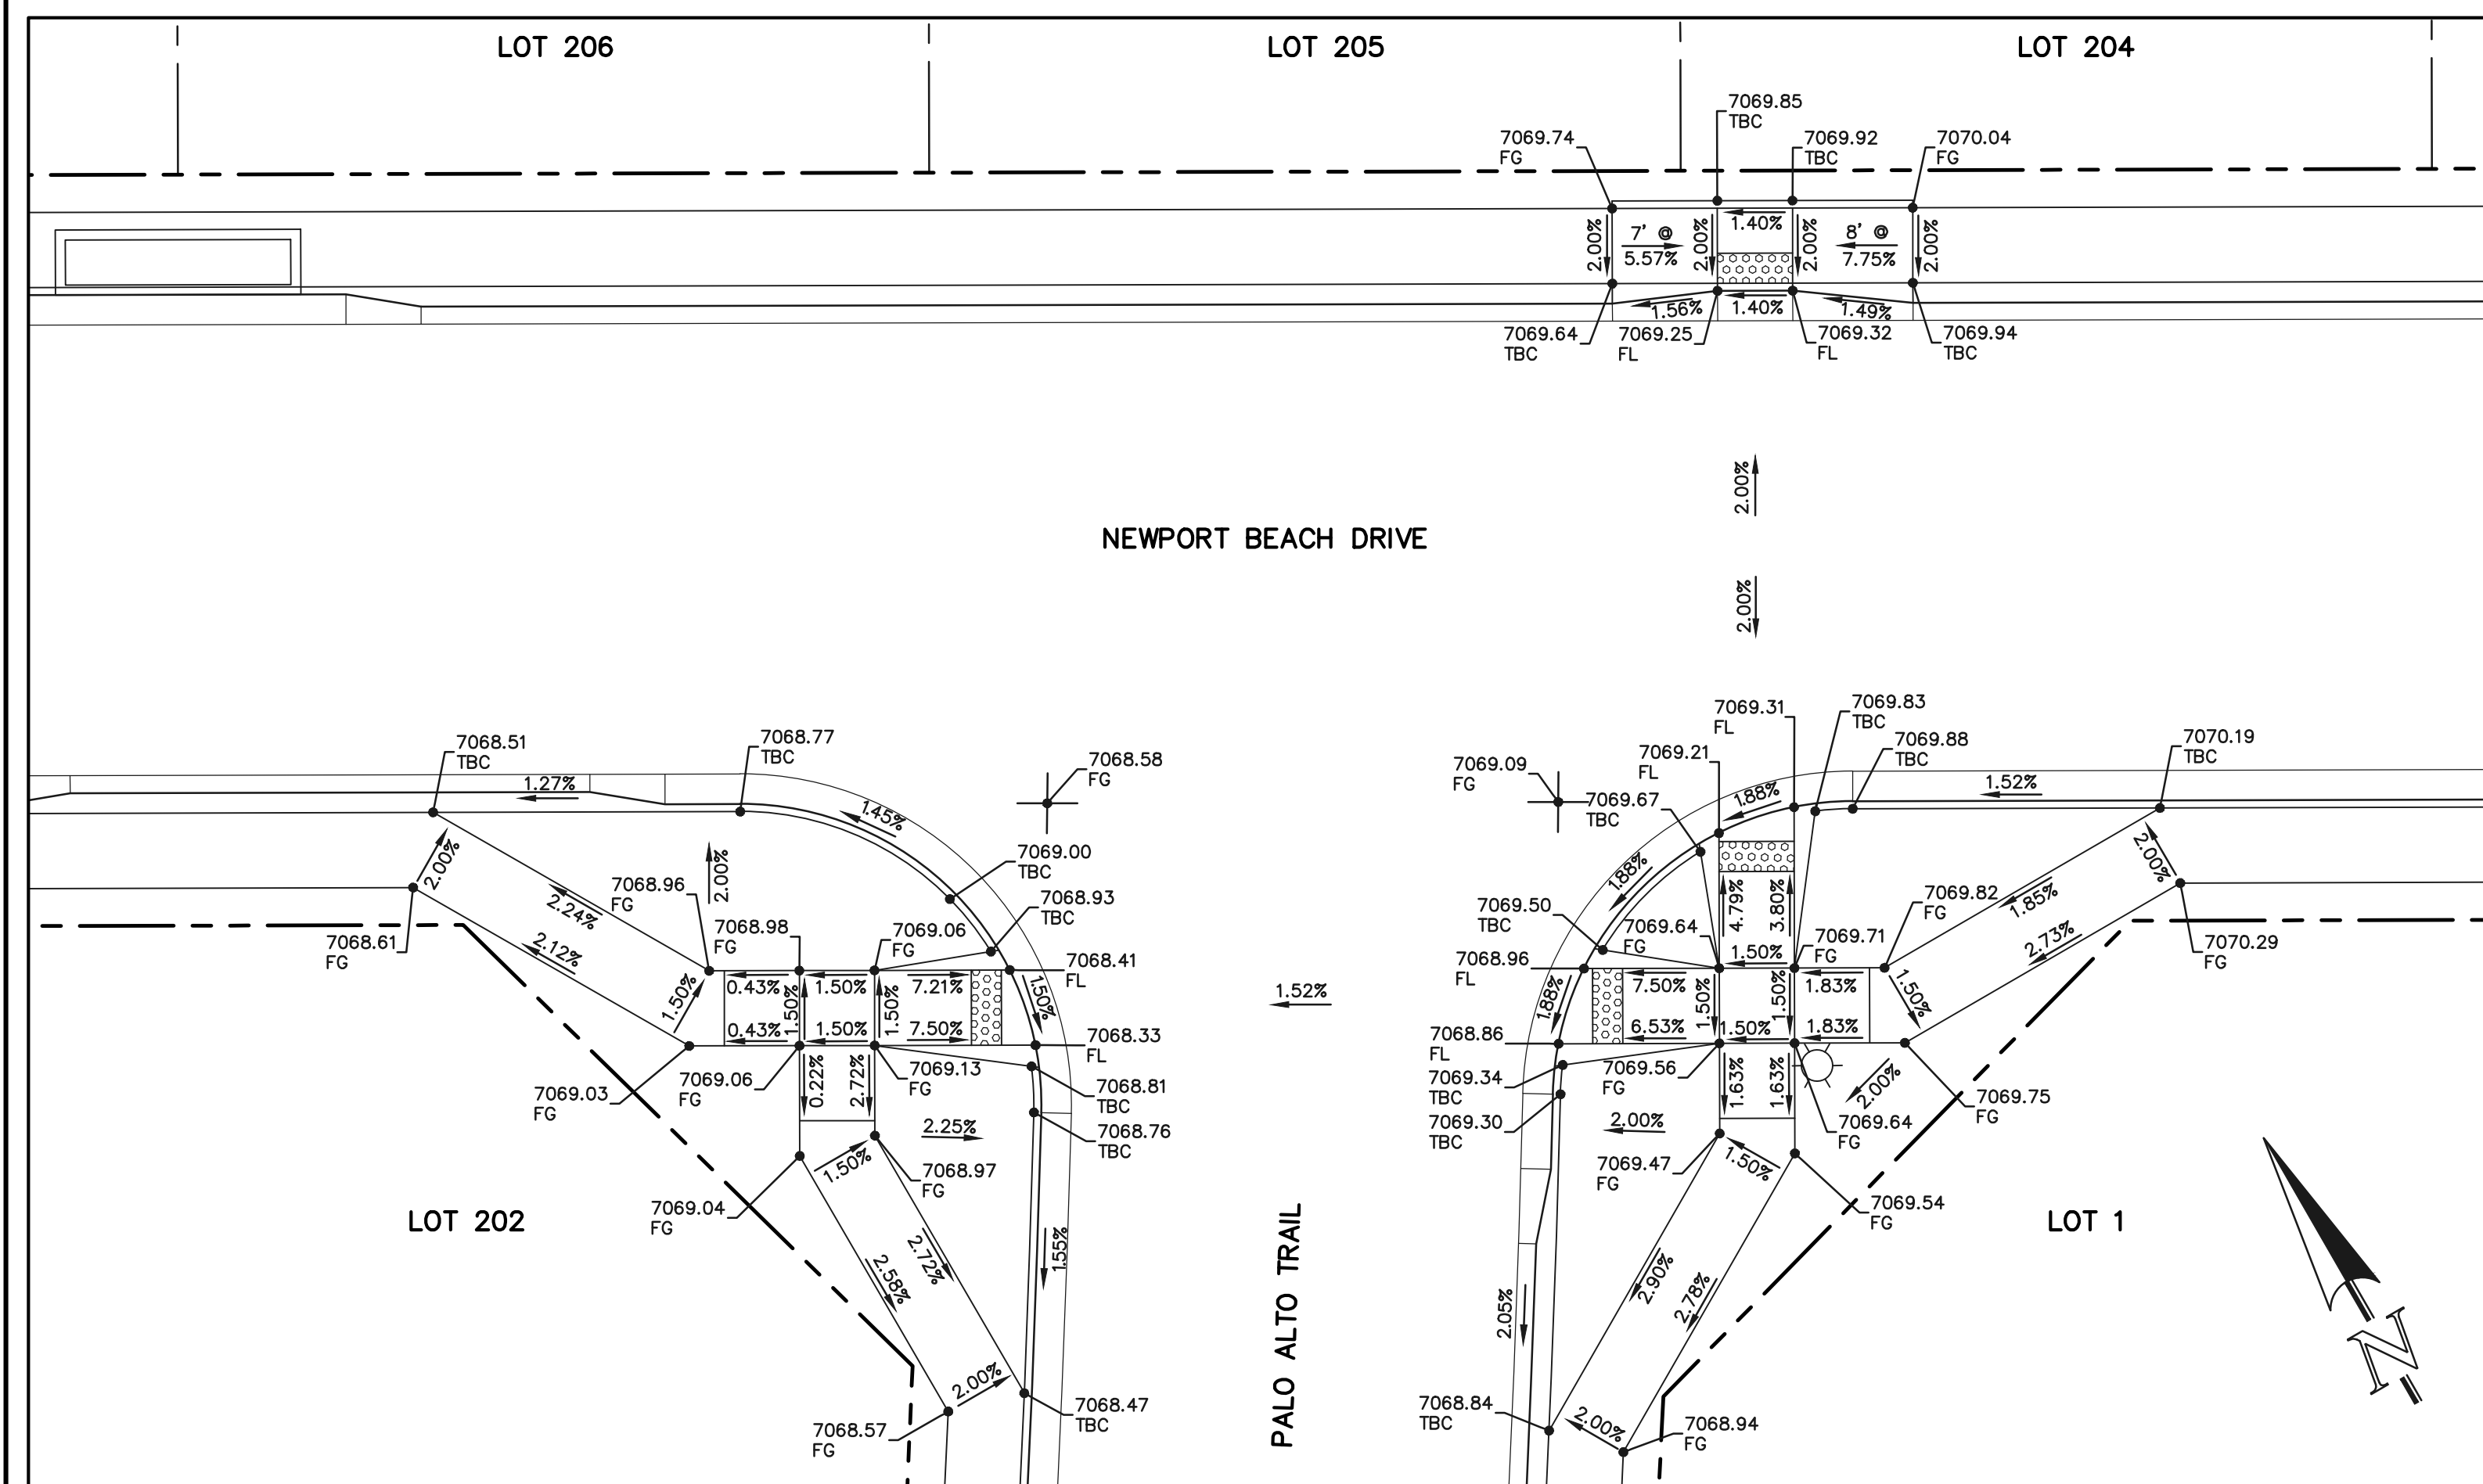 LOT 206
LOT 205
LOT 204
7069.85
TBC
7069.74
FG
7069.92
TBC
7070.04
FG
2.00%
7' @
5.57%
2.00%
1.40%
2.00%
8' @
7.75%
2.00%
1.56%
1.40%
1.49%
7069.64
TBC
7069.25
FL
7069.32
FL
7069.94
TBC
2.00%
NEWPORT BEACH DRIVE
2.00%
7068.51
TBC
7068.77
TBC
7068.58
FG
7069.09
FG
7069.21
FL
7069.31
FL
7069.83
TBC
7069.88
TBC
7070.19
TBC
1.27%
1.45%
7069.67
TBC
1.88%
1.52%
2.00%
7068.96
FG
2.00%
7069.00
TBC
1.88%
2.00%
2.24%
7068.98
FG
7069.06
FG
7068.93
TBC
7069.50
TBC
7069.64
FG
4.79%
3.80%
7069.71
FG
7069.82
FG
1.85%
7068.61
FG
2.12%
7068.41
FL
7068.96
FL
1.50%
2.73%
7070.29
FG
1.50%
0.43%
1.50%
1.50%
1.50%
7.21%
1.50%
1.52%
1.88%
7.50%
1.50%
1.50%
1.83%
1.50%
0.43%
1.50%
7.50%
7068.33
FL
7068.86
FL
6.53%
1.50%
1.83%
7069.03
FG
7069.06
FG
0.22%
2.72%
7069.13
FG
7068.81
TBC
7069.34
TBC
7069.56
FG
1.63%
1.63%
2.00%
7069.75
FG
2.25%
7068.76
TBC
7069.30
TBC
2.00%
7069.64
FG
1.50%
7068.97
FG
7069.47
FG
1.50%
7069.04
FG
7069.54
FG
LOT 202
LOT 1
2.58%
2.72%
1.55%
PALO ALTO TRAIL
2.05%
2.90%
2.78%
N
2.00%
7068.47
TBC
7068.84
TBC
2.00%
7068.94
FG
7068.57
FG